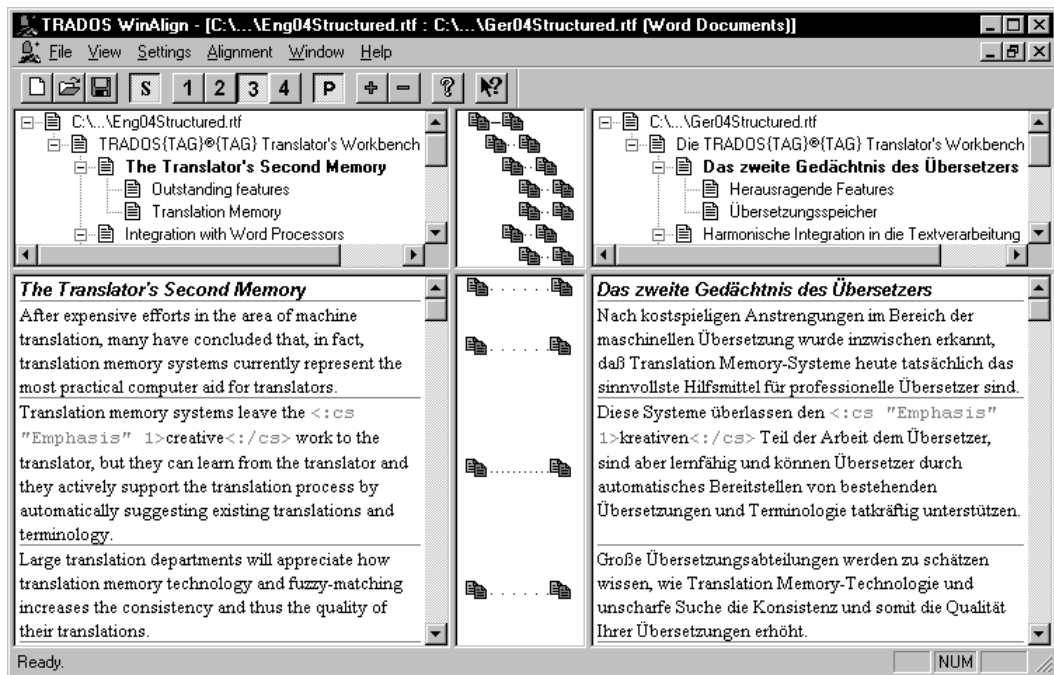 TRADOS WinAlign - [C:\...\Eng04Structured.rtf : C:\...\Ger04Structured.rtf (Word Documents)]
File View Settings Alignment Window Help
S 1 2 3 4 P + − ? ?
C:\...\Eng04Structured.rtf
TRADOS{TAG}®{TAG} Translator's Workbench
The Translator's Second Memory
Outstanding features
Translation Memory
Integration with Word Processors
C:\...\Ger04Structured.rtf
Die TRADOS{TAG}®{TAG} Translator's Workbench
Das zweite Gedächtnis des Übersetzers
Herausragende Features
Übersetzungsspeicher
Harmonische Integration in die Textverarbeitung
The Translator's Second Memory
After expensive efforts in the area of machine
translation, many have concluded that, in fact,
translation memory systems currently represent the
most practical computer aid for translators.
Translation memory systems leave the <:cs
"Emphasis" 1>creative<:/cs> work to the
translator, but they can learn from the translator and
they actively support the translation process by
automatically suggesting existing translations and
terminology.
Large translation departments will appreciate how
translation memory technology and fuzzy-matching
increases the consistency and thus the quality of
their translations.
Das zweite Gedächtnis des Übersetzers
Nach kostspieligen Anstrengungen im Bereich der
maschinellen Übersetzung wurde inzwischen erkannt,
daß Translation Memory-Systeme heute tatsächlich das
sinnvollste Hilfsmittel für professionelle Übersetzer sind.
Diese Systeme überlassen den <:cs "Emphasis"
1>kreativen<:/cs> Teil der Arbeit dem Übersetzer,
sind aber lernfähig und können Übersetzer durch
automatisches Bereitstellen von bestehenden
Übersetzungen und Terminologie tatkräftig unterstützen.
Große Übersetzungsabteilungen werden zu schätzen
wissen, wie Translation Memory-Technologie und
unscharfe Suche die Konsistenz und somit die Qualität
Ihrer Übersetzungen erhöht.
Ready.
NUM